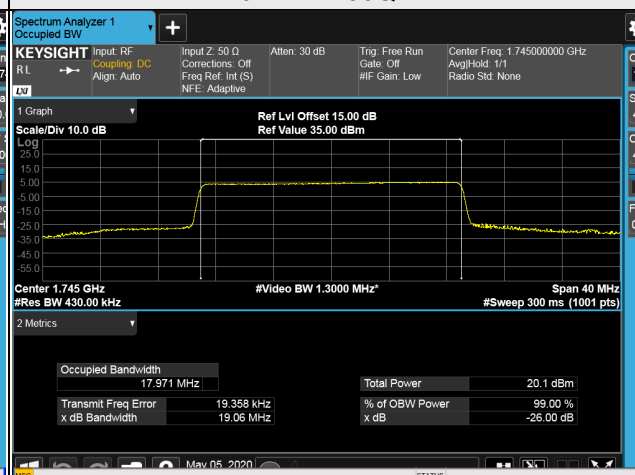 Spectrum Analyzer 1
Occupied BW
KEYSIGHT Input: RF Input Z: 50 Ω Atten: 30 dB Trig: Free Run Center Freq: 1.745000000 GHz
R L Coupling: DC Corrections: Off Gate: Off Avg|Hold: 1/1
Align: Auto Freq Ref: Int (S) #IF Gain: Low Radio Std: None
LXI NFE: Adaptive
1 Graph
Ref Lvl Offset 15.00 dB
Scale/Div 10.0 dB Ref Value 35.00 dBm
Log
25.0
15.0
5.00
-5.00
-15.0
-25.0
-35.0
-45.0
-55.0
Center 1.745 GHz #Video BW 1.3000 MHz* Span 40 MHz
#Res BW 430.00 kHz #Sweep 300 ms (1001 pts)
2 Metrics
Occupied Bandwidth
17.971 MHz Total Power 20.1 dBm
Transmit Freq Error 19.358 kHz % of OBW Power 99.00 %
x dB Bandwidth 19.06 MHz x dB -26.00 dB
May 05, 2020
MSG STATUS